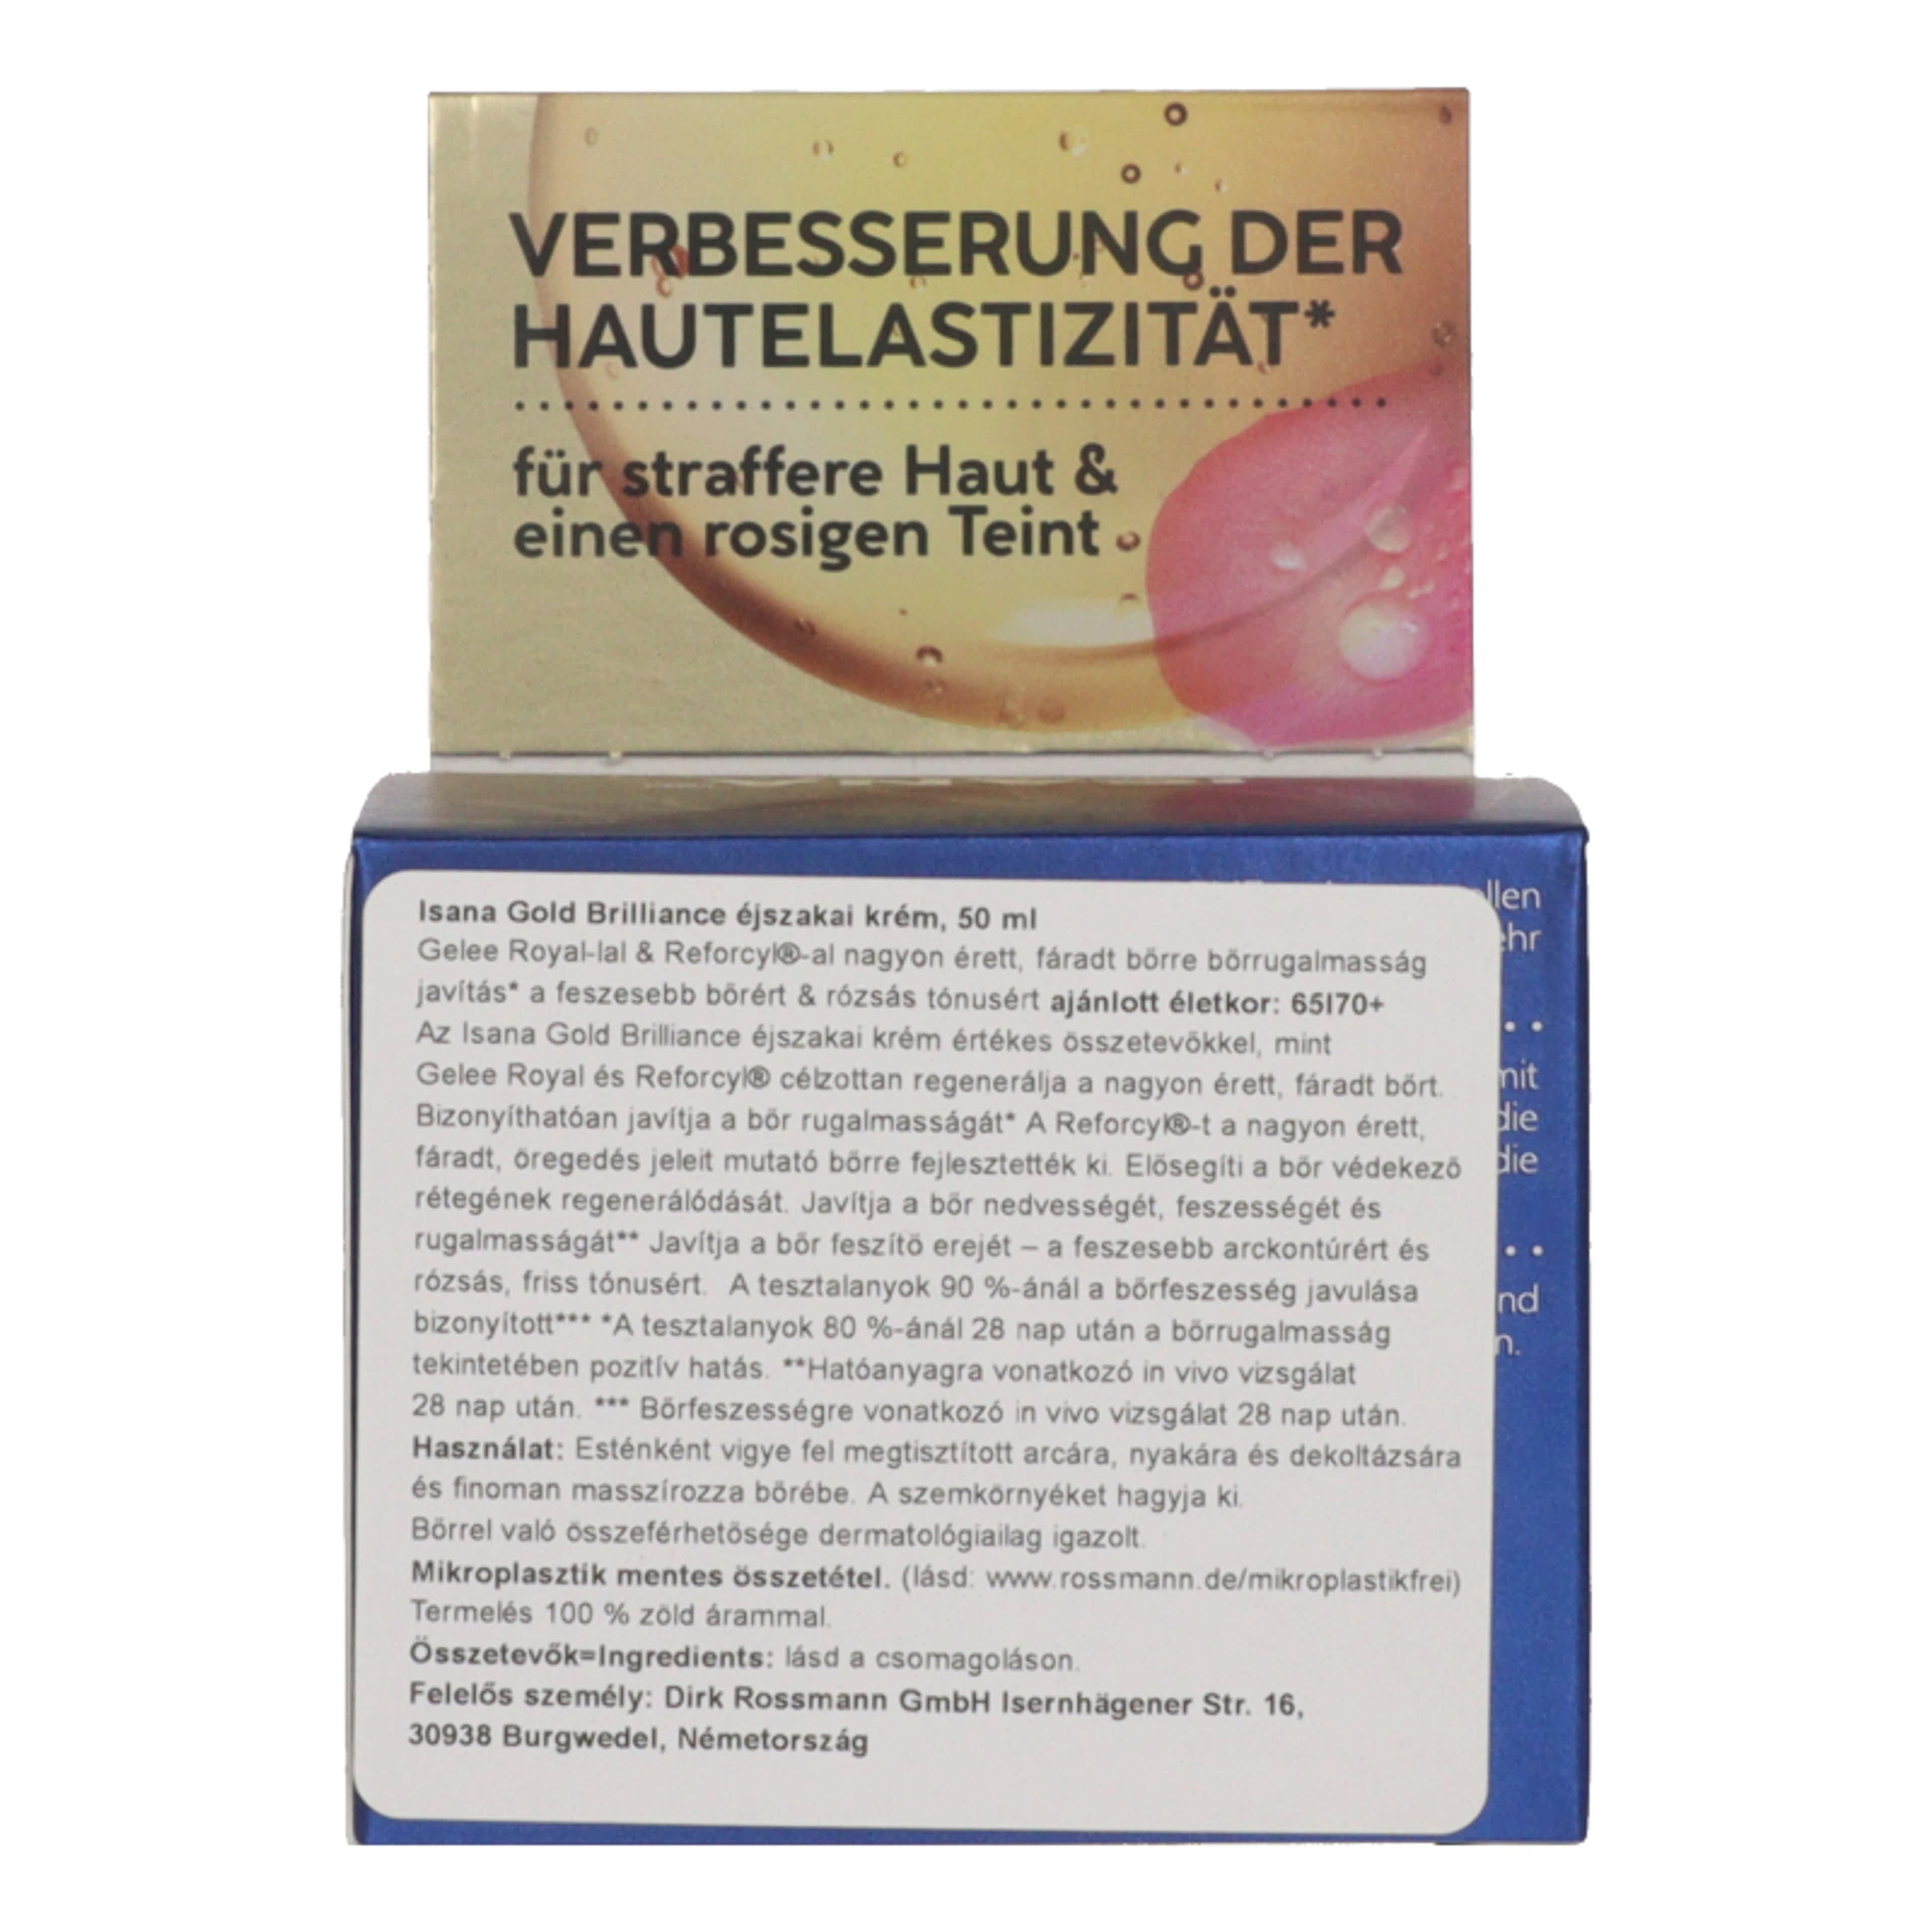 VERBESSERUNG DER
HAUTELASTIZITÄT*
für straffere Haut &
einen rosigen Teint
Isana Gold Brilliance éjszakai krém, 50 ml
Gelee Royal-lal & Reforcyl®-al nagyon érett, fáradt bőrre bőrrugalmasság
javítás* a feszesebb bőrért & rózsás tónusért ajánlott életkor: 65I70+
Az Isana Gold Brilliance éjszakai krém értékes összetevőkkel, mint
Gelee Royal és Reforcyl® célzottan regenerálja a nagyon érett, fáradt bőrt.
Bizonyíthatóan javítja a bőr rugalmasságát* A Reforcyl®-t a nagyon érett,
fáradt, öregedés jeleit mutató bőrre fejlesztették ki. Elősegíti a bőr védekező
rétegének regenerálódását. Javítja a bőr nedvességét, feszességét és
rugalmasságát** Javítja a bőr feszítő erejét – a feszesebb arckontúrért és
rózsás, friss tónusért. A tesztalanyok 90 %-ánál a bőrfeszesség javulása
bizonyított*** *A tesztalanyok 80 %-ánál 28 nap után a bőrrugalmasság
tekintetében pozitív hatás. **Hatóanyagra vonatkozó in vivo vizsgálat
28 nap után. *** Bőrfeszességre vonatkozó in vivo vizsgálat 28 nap után.
Használat: Esténként vigye fel megtisztított arcára, nyakára és dekoltázsára
és finoman masszírozza bőrébe. A szemkörnyéket hagyja ki.
Bőrrel való összeférhetősége dermatológiailag igazolt.
Mikroplasztik mentes összetétel. (lásd: www.rossmann.de/mikroplastikfrei)
Termelés 100 % zöld árammal.
Összetevők=Ingredients: lásd a csomagoláson.
Felelős személy: Dirk Rossmann GmbH Isernhägener Str. 16,
30938 Burgwedel, Németország